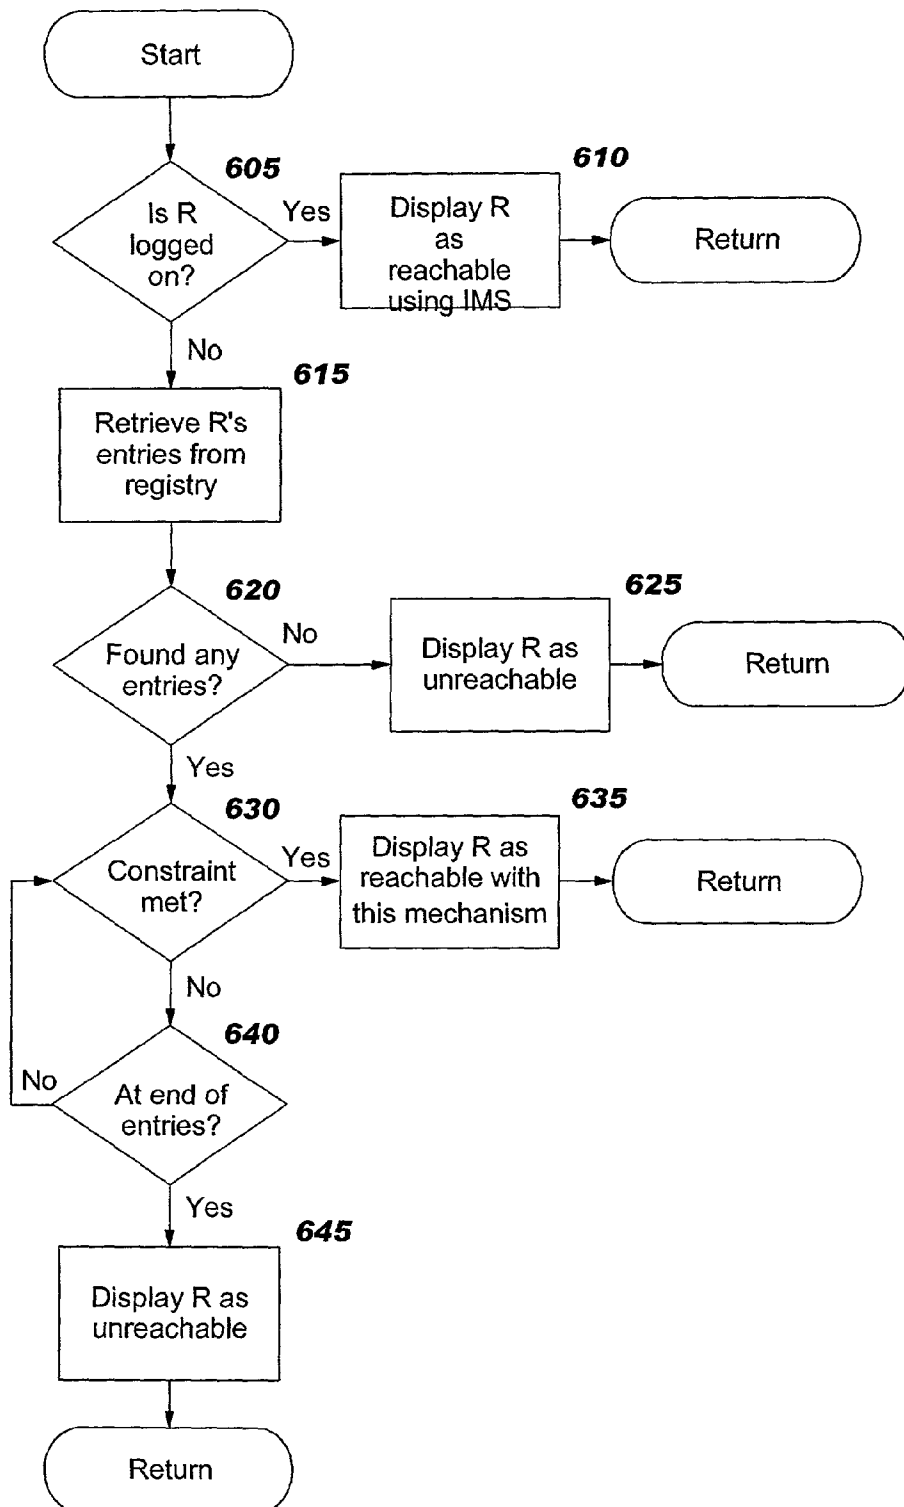 Start
605
Is R
logged
on?
Yes
610
Display R
as
reachable
using IMS
Return
No
615
Retrieve R's
entries from
registry
620
Found any
entries?
No
625
Display R as
unreachable
Return
Yes
630
Constraint
met?
Yes
635
Display R as
reachable with
this mechanism
Return
No
640
At end of
entries?
No
Yes
645
Display R as
unreachable
Return